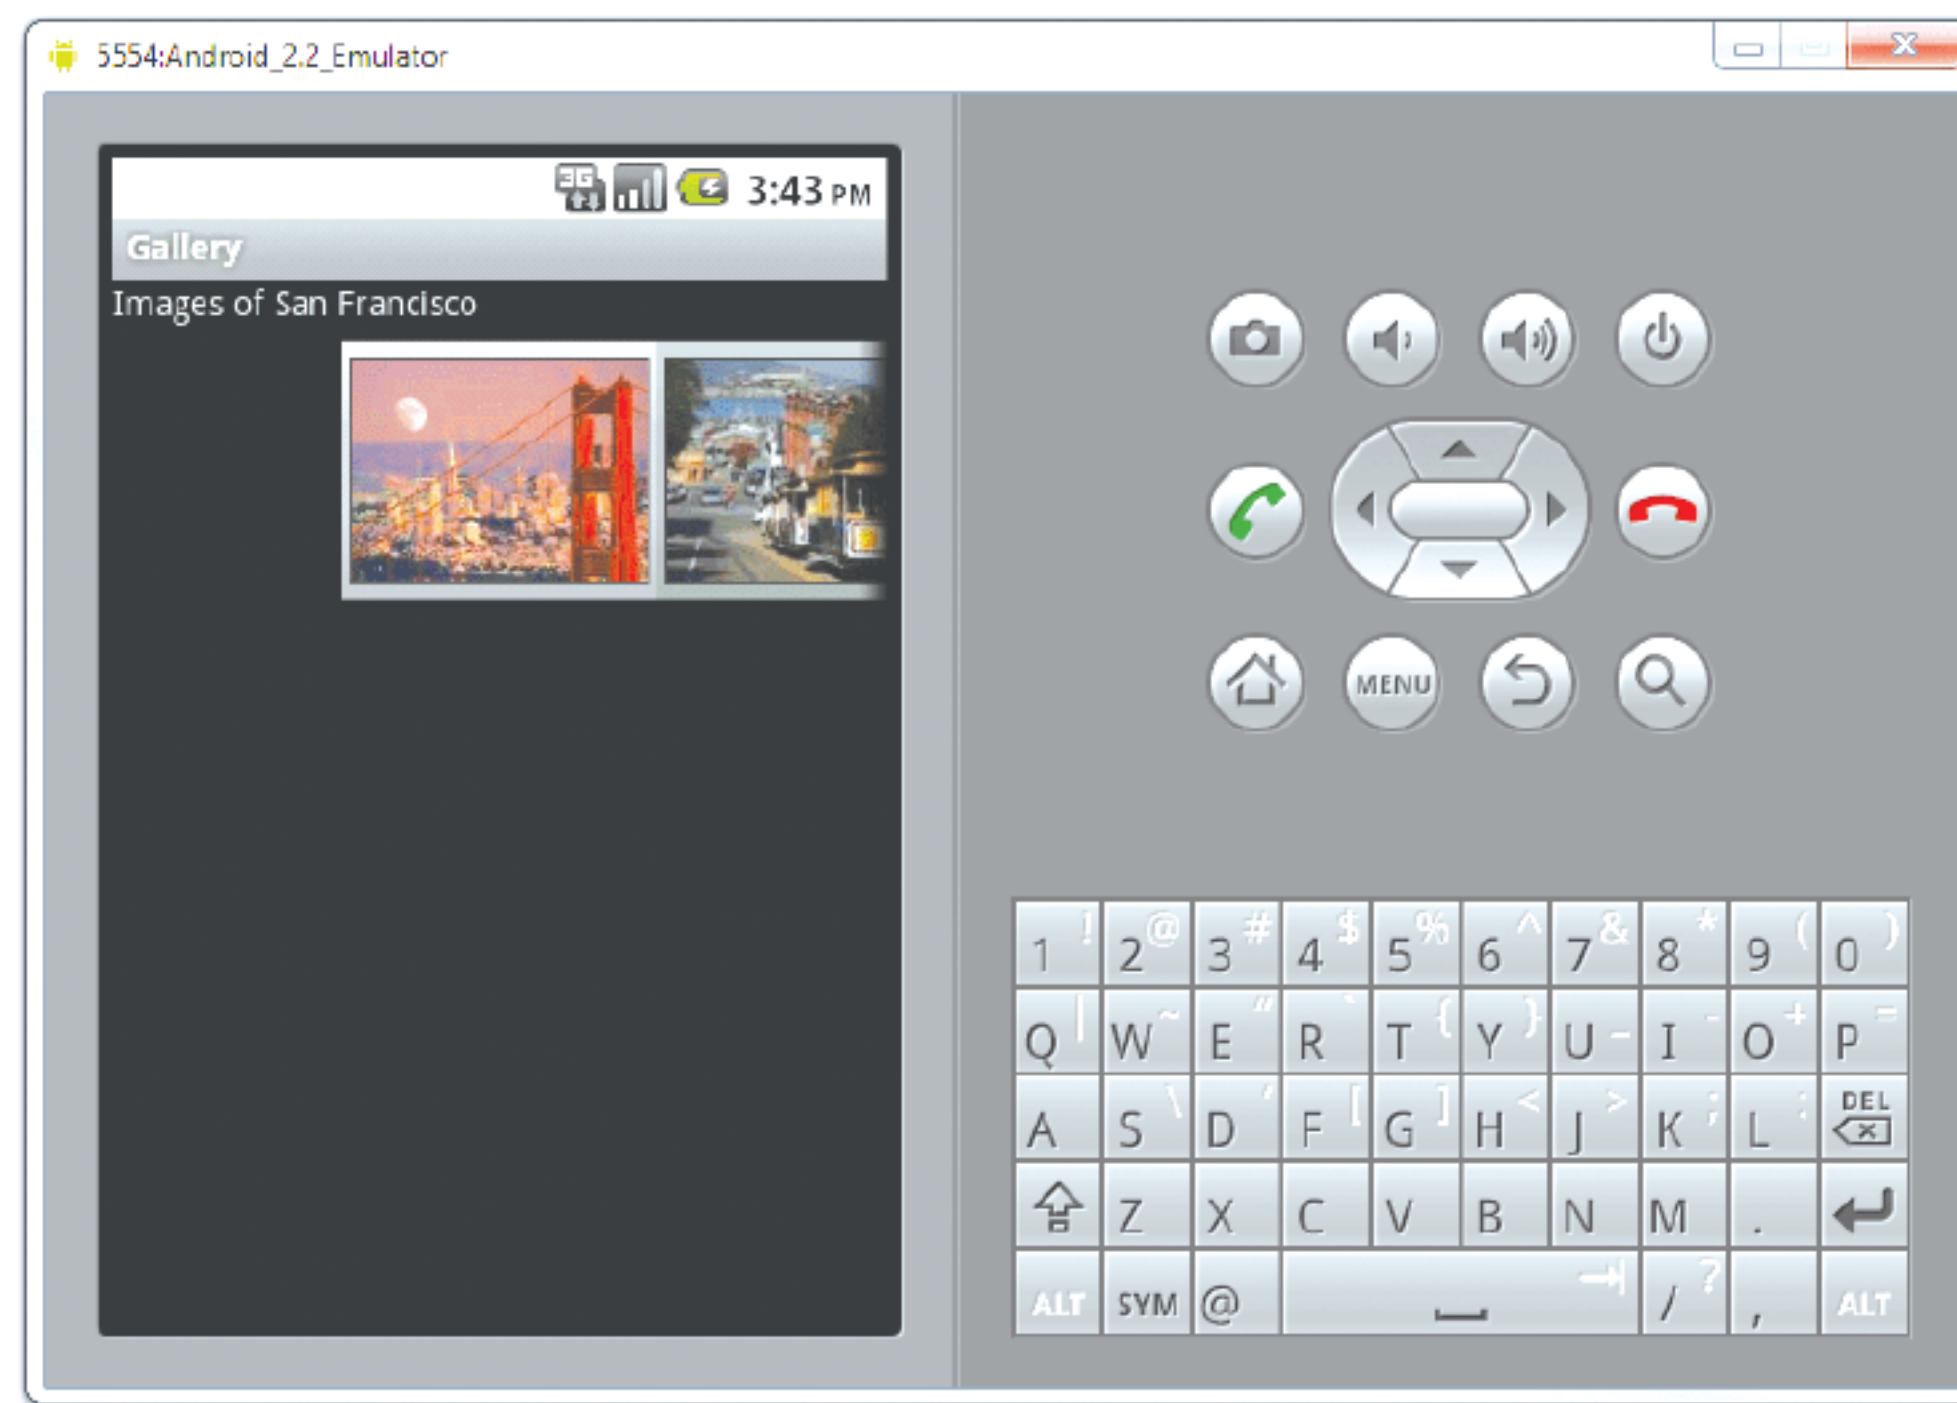 5554:Android_2.2_Emulator
3G 3:43 PM
Gallery
Images of San Francisco
MENU
1 ! 2 @ 3 # 4 $ 5 % 6 ^ 7 & 8 * 9 ( 0 )
Q | W ~ E " R ` T { Y } U _ I - O + P =
A S \ D ' F [ G ] H < J > K ; L : DEL
Z X C V B N M .
ALT SYM @ / ? , ALT